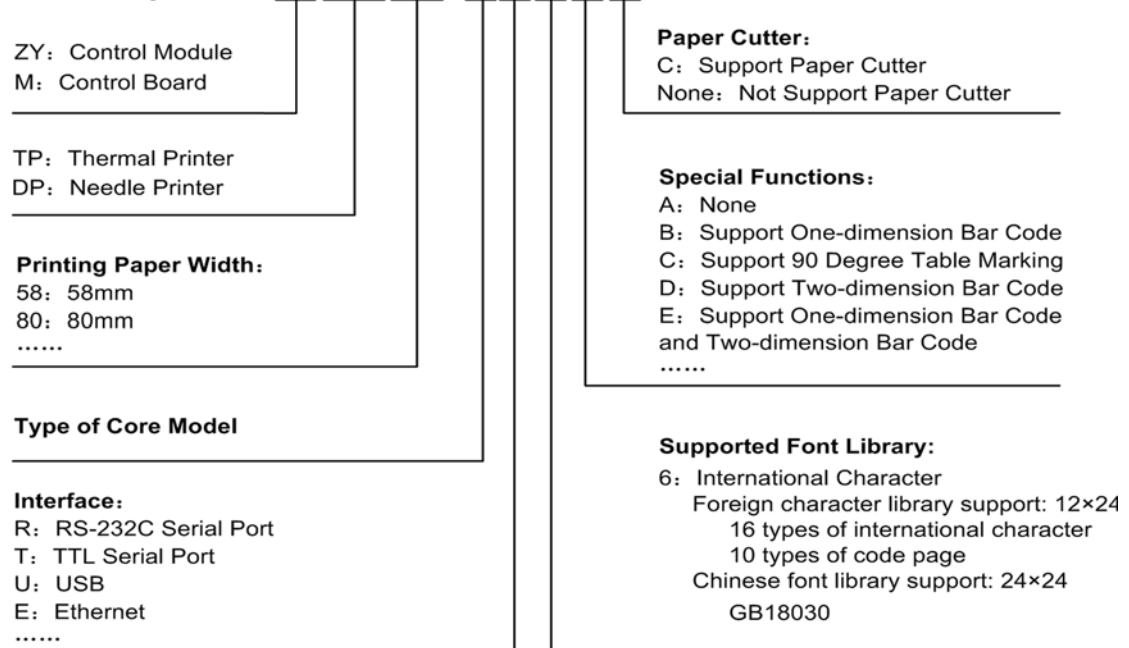 ZY：Control Module
M：Control Board
TP：Thermal Printer
DP：Needle Printer
Printing Paper Width：
58：58mm
80：80mm
……
Type of Core Model
Interface：
R：RS-232C Serial Port
T：TTL Serial Port
U：USB
E：Ethernet
……
Paper Cutter：
C：Support Paper Cutter
None：Not Support Paper Cutter
Special Functions：
A：None
B：Support One-dimension Bar Code
C：Support 90 Degree Table Marking
D：Support Two-dimension Bar Code
E：Support One-dimension Bar Code
and Two-dimension Bar Code
……
Supported Font Library:
6：International Character
Foreign character library support: 12×24
16 types of international character
10 types of code page
Chinese font library support: 24×24
GB18030